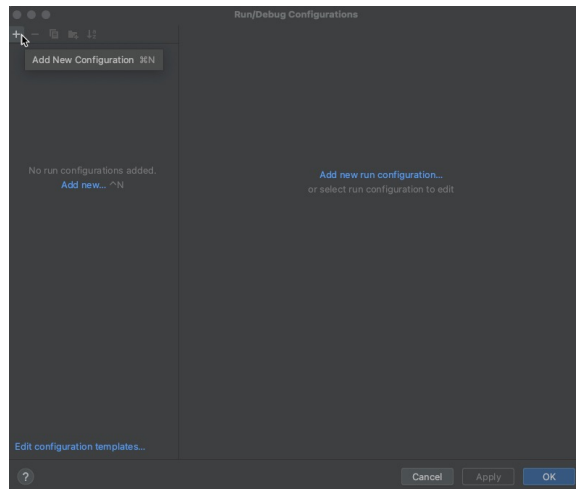 Run/Debug Configurations
Add New Configuration ⌘N
No run configurations added.
Add new... ^N
Add new run configuration...
or select run configuration to edit
Edit configuration templates...
?
Cancel
Apply
OK